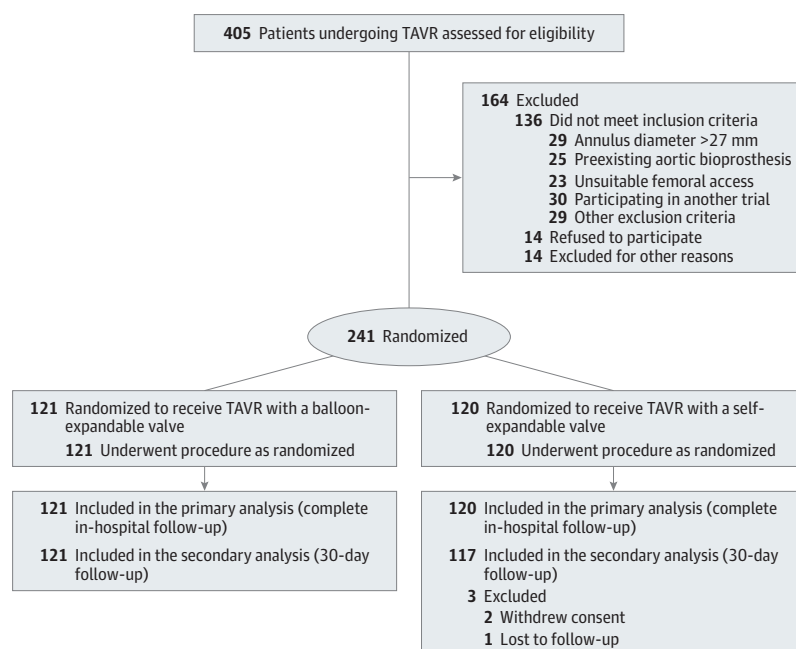 405 Patients undergoing TAVR assessed for eligibility
164 Excluded
136 Did not meet inclusion criteria
29 Annulus diameter >27 mm
25 Preexisting aortic bioprosthesis
23 Unsuitable femoral access
30 Participating in another trial
29 Other exclusion criteria
14 Refused to participate
14 Excluded for other reasons
241 Randomized
121 Randomized to receive TAVR with a balloon-
expandable valve
121 Underwent procedure as randomized
120 Randomized to receive TAVR with a self-
expandable valve
120 Underwent procedure as randomized
121 Included in the primary analysis (complete
in-hospital follow-up)
121 Included in the secondary analysis (30-day
follow-up)
120 Included in the primary analysis (complete
in-hospital follow-up)
117 Included in the secondary analysis (30-day
follow-up)
3 Excluded
2 Withdrew consent
1 Lost to follow-up